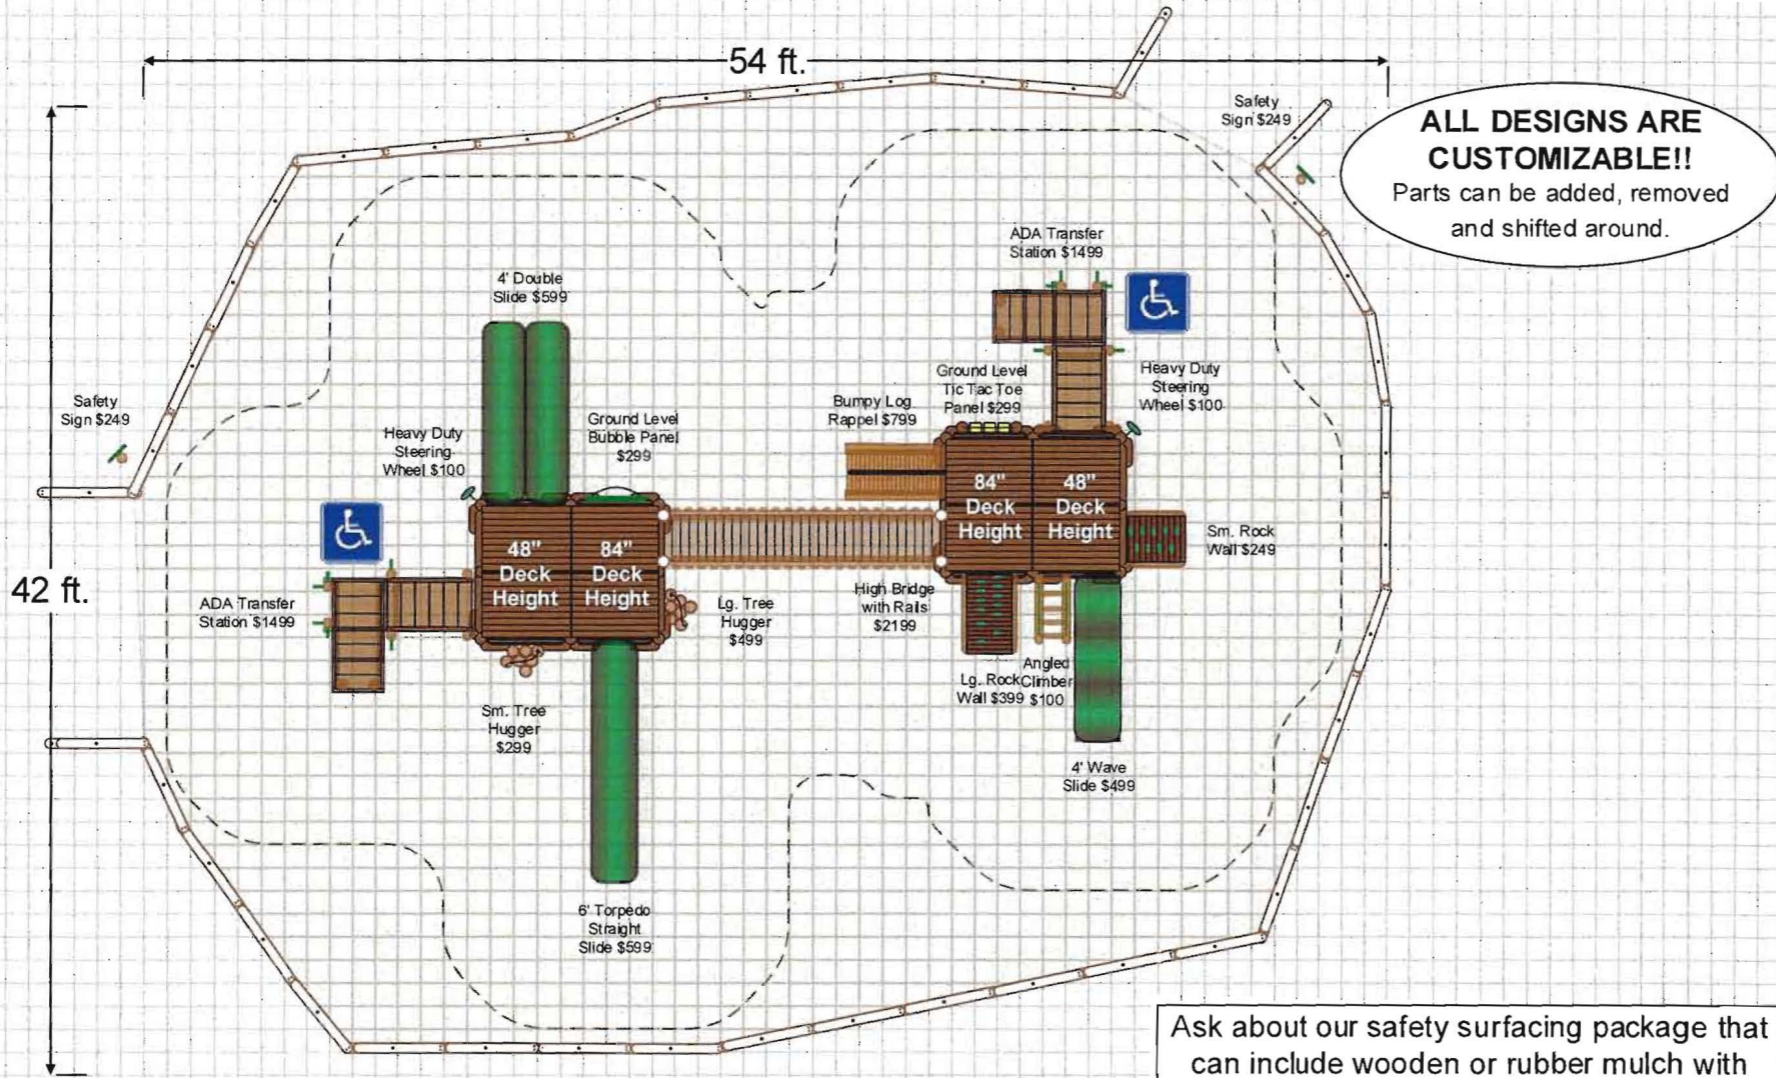 54 ft.
42 ft.
Safety
Sign $249
ALL DESIGNS ARE
CUSTOMIZABLE!!
Parts can be added, removed
and shifted around.
ADA Transfer
Station $1499
4' Double
Slide $599
Safety
Sign $249
Heavy Duty
Steering
Wheel $100
Ground Level
Bubble Panel
$299
Bumpy Log
Rappel $799
Ground Level
Tic Tac Toe
Panel $299
Heavy Duty
Steering
Wheel $100
84"
Deck
Height
48"
Deck
Height
48"
Deck
Height
84"
Deck
Height
Sm. Rock
Wall $249
ADA Transfer
Station $1499
Lg. Tree
Hugger
$499
High Bridge
with Rails
$2199
Lg. Rock
Wall $399
Angled
Climber
$100
Sm. Tree
Hugger
$299
4' Wave
Slide $499
6' Torpedo
Straight
Slide $599
Ask about our safety surfacing package that
can include wooden or rubber mulch with